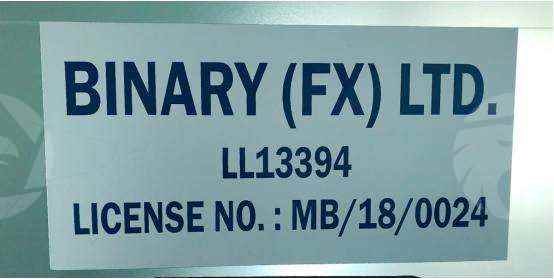 BINARY (FX) LTD.
LL13394
LICENSE NO. : MB/18/0024